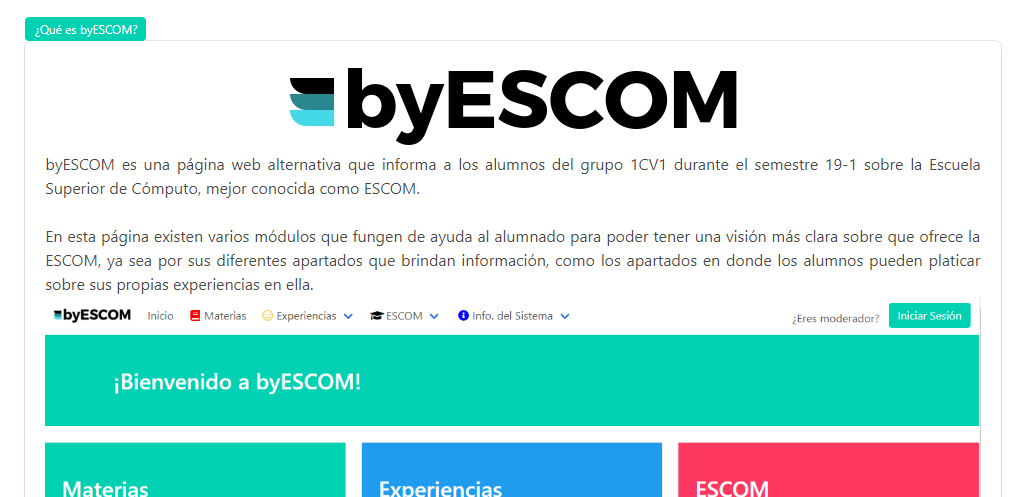 ¿Qué es byESCOM?
byESCOM
byESCOM es una página web alternativa que informa a los alumnos del grupo 1CV1 durante el semestre 19-1 sobre la Escuela
Superior de Cómputo, mejor conocida como ESCOM.
En esta página existen varios módulos que fungen de ayuda al alumnado para poder tener una visión más clara sobre que ofrece la
ESCOM, ya sea por sus diferentes apartados que brindan información, como los apartados en donde los alumnos pueden platicar
sobre sus propias experiencias en ella.
byESCOM Inicio Materias Experiencias ESCOM Info. del Sistema ¿Eres moderador? Iniciar Sesión
¡Bienvenido a byESCOM!
Materias Experiencias ESCOM